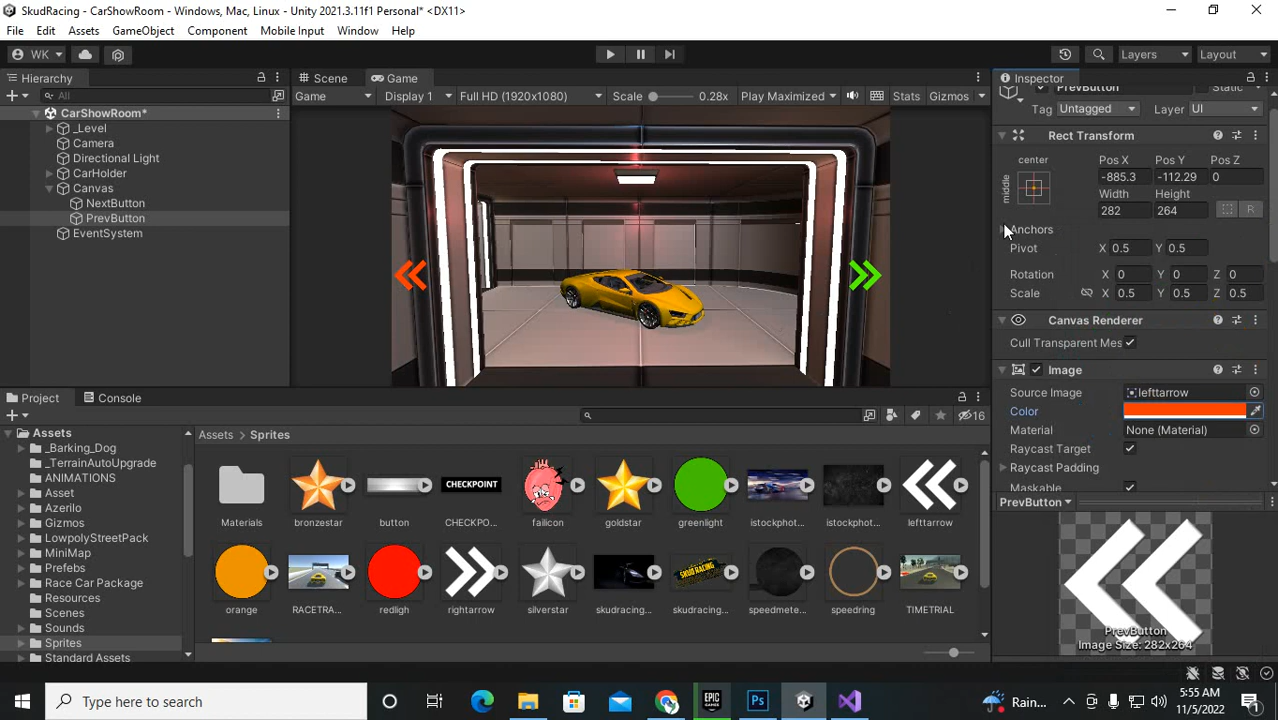 SkudRacing - CarShowRoom - Windows, Mac, Linux - Unity 2021.3.11f1 Personal* <DX11>
File Edit Assets GameObject Component Mobile Input Window Help
WK Layers Layout
Hierarchy Scene Game Inspector
All Game Display 1 Full HD (1920x1080) Scale 0.28x Play Maximized Stats Gizmos
PrevButton Static
Tag Untagged Layer UI
CarShowRoom*
_Level
Camera
Directional Light
CarHolder
Canvas
NextButton
PrevButton
EventSystem
Rect Transform
center Pos X Pos Y Pos Z
middle -885.3 -112.29 0
Width Height
282 264 R
Anchors
Pivot X 0.5 Y 0.5
Rotation X 0 Y 0 Z 0
Scale X 0.5 Y 0.5 Z 0.5
Canvas Renderer
Cull Transparent Mes
Image
Source Image lefttarrow
Color
Material None (Material)
Raycast Target
Raycast Padding
Maskable
PrevButton
PrevButton
Image Size: 282x264
Project Console
16
Assets
_Barking_Dog
_TerrainAutoUpgrade
ANIMATIONS
Asset
Azerilo
Gizmos
LowpolyStreetPack
MiniMap
Prefebs
Race Car Package
Resources
Scenes
Sounds
Sprites
Standard Assets
Assets Sprites
CHECKPOINT
Materials bronzestar button CHECKPO... failicon goldstar greenlight istockphot... istockphot... lefttarrow
SKUD RACING
orange RACETRA... redligh rightarrow silverstar skudracing... skudracing... speedmete... speedring TIMETRIAL
Type here to search
EPIC GAMES
Ps
Rain...
5:55 AM
11/5/2022
1